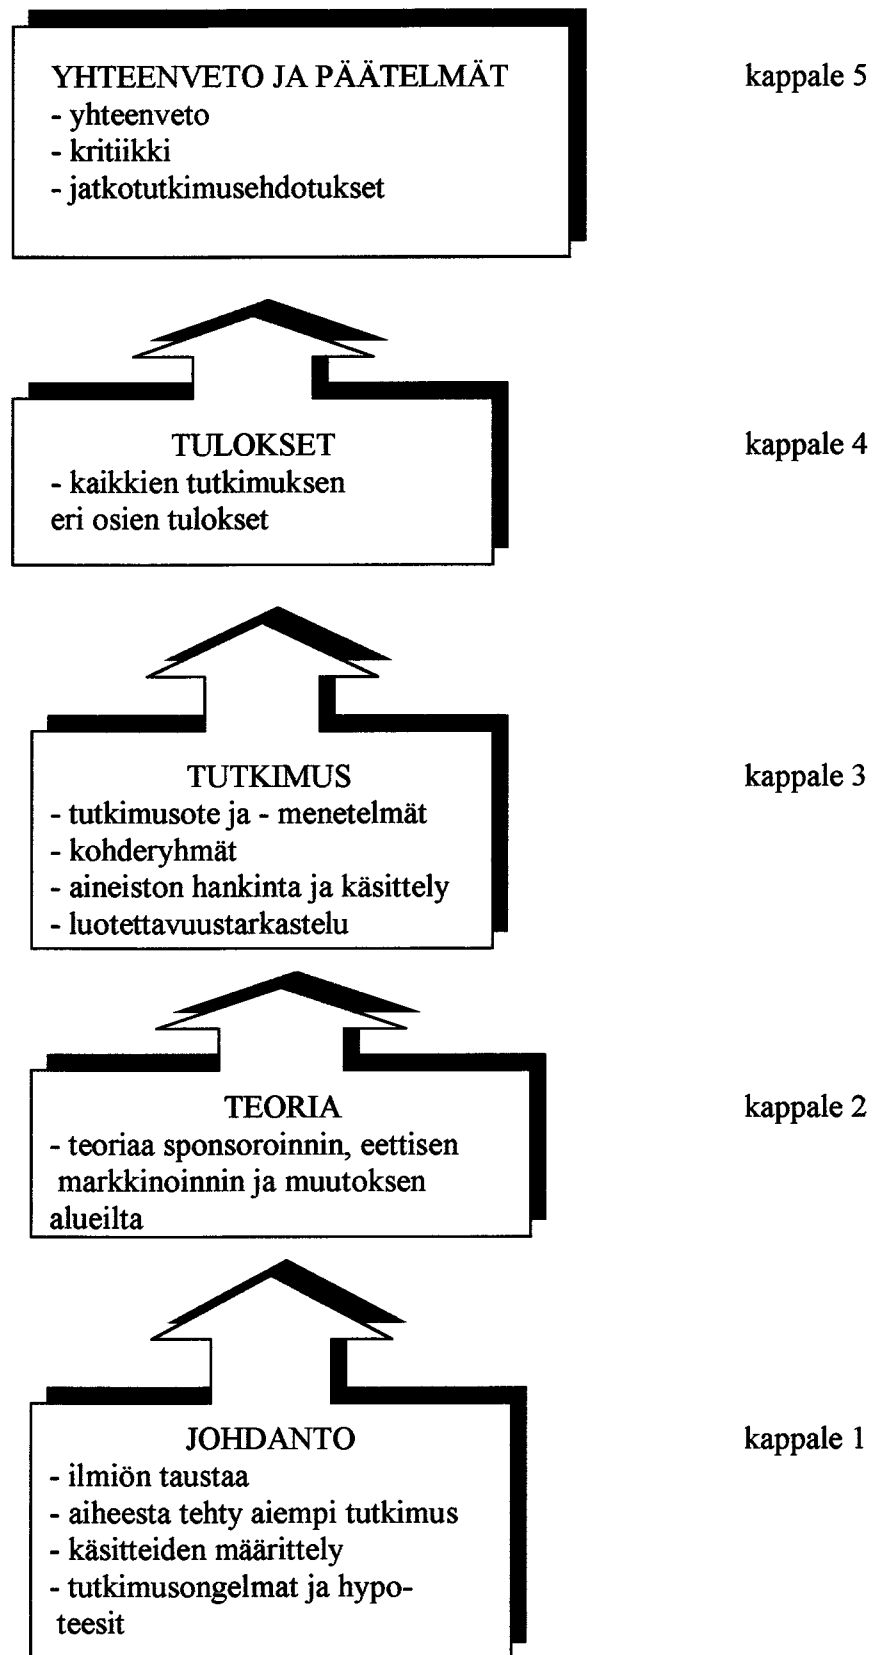 YHTEENVETO JA PÄÄTELMÄT
kappale 5
- yhteenveto
- kritiikki
- jatkotutkimusehdotukset
TULOKSET
kappale 4
- kaikkien tutkimuksen
eri osien tulokset
TUTKIMUS
kappale 3
- tutkimusote ja - menetelmät
- kohderyhmät
- aineiston hankinta ja käsittely
- luotettavuustarkastelu
TEORIA
kappale 2
- teoriaa sponsoroinnin, eettisen
markkinoinnin ja muutoksen
alueilta
JOHDANTO
kappale 1
- ilmiön taustaa
- aiheesta tehty aiempi tutkimus
- käsitteiden määrittely
- tutkimusongelmat ja hypo-
teesit